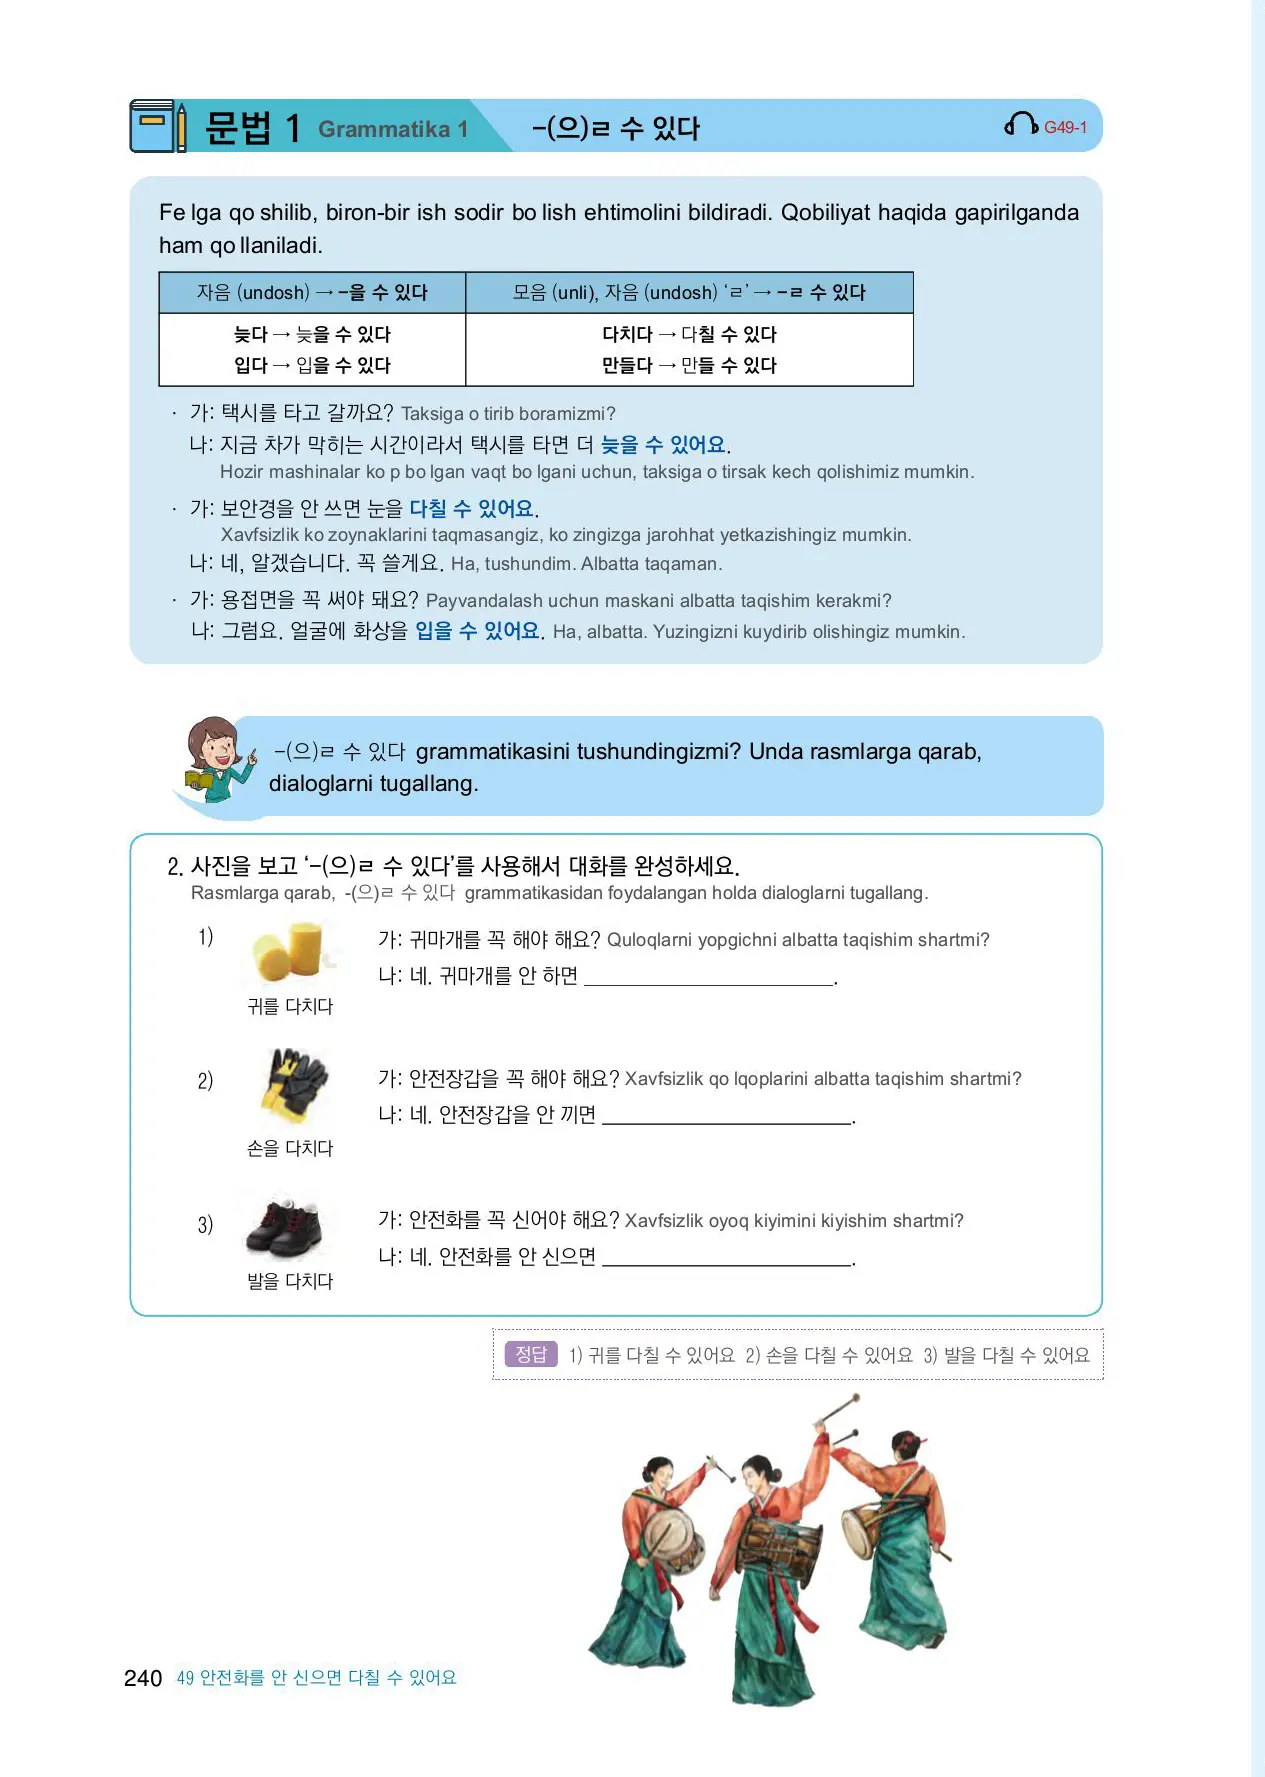 문법 1 Grammatika 1 -(으)ㄹ 수 있다 G49-1
Fe lga qo shilib, biron-bir ish sodir bo lish ehtimolini bildiradi. Qobiliyat haqida gapirilganda
ham qo llaniladi.
자음 (undosh) → -을 수 있다 모음 (unli), 자음 (undosh) ‘ㄹ’ → -ㄹ 수 있다
늦다 → 늦을 수 있다 다치다 → 다칠 수 있다
입다 → 입을 수 있다 만들다 → 만들 수 있다
· 가: 택시를 타고 갈까요? Taksiga o tirib boramizmi?
나: 지금 차가 막히는 시간이라서 택시를 타면 더 늦을 수 있어요.
Hozir mashinalar ko p bo lgan vaqt bo lgani uchun, taksiga o tirsak kech qolishimiz mumkin.
· 가: 보안경을 안 쓰면 눈을 다칠 수 있어요.
Xavfsizlik ko zoynaklarini taqmasangiz, ko zingizga jarohhat yetkazishingiz mumkin.
나: 네, 알겠습니다. 꼭 쓸게요. Ha, tushundim. Albatta taqaman.
· 가: 용접면을 꼭 써야 돼요? Payvandalash uchun maskani albatta taqishim kerakmi?
나: 그럼요. 얼굴에 화상을 입을 수 있어요. Ha, albatta. Yuzingizni kuydirib olishingiz mumkin.
-(으)ㄹ 수 있다 grammatikasini tushundingizmi? Unda rasmlarga qarab,
dialoglarni tugallang.
2. 사진을 보고 ‘-(으)ㄹ 수 있다’를 사용해서 대화를 완성하세요.
Rasmlarga qarab, -(으)ㄹ 수 있다 grammatikasidan foydalangan holda dialoglarni tugallang.
1) 가: 귀마개를 꼭 해야 해요? Quloqlarni yopgichni albatta taqishim shartmi?
나: 네. 귀마개를 안 하면 ______________________.
귀를 다치다
2) 가: 안전장갑을 꼭 해야 해요? Xavfsizlik qo lqoplarini albatta taqishim shartmi?
나: 네. 안전장갑을 안 끼면 ______________________.
손을 다치다
3) 가: 안전화를 꼭 신어야 해요? Xavfsizlik oyoq kiyimini kiyishim shartmi?
나: 네. 안전화를 안 신으면 ______________________.
발을 다치다
정답 1) 귀를 다칠 수 있어요 2) 손을 다칠 수 있어요 3) 발을 다칠 수 있어요
240 49 안전화를 안 신으면 다칠 수 있어요